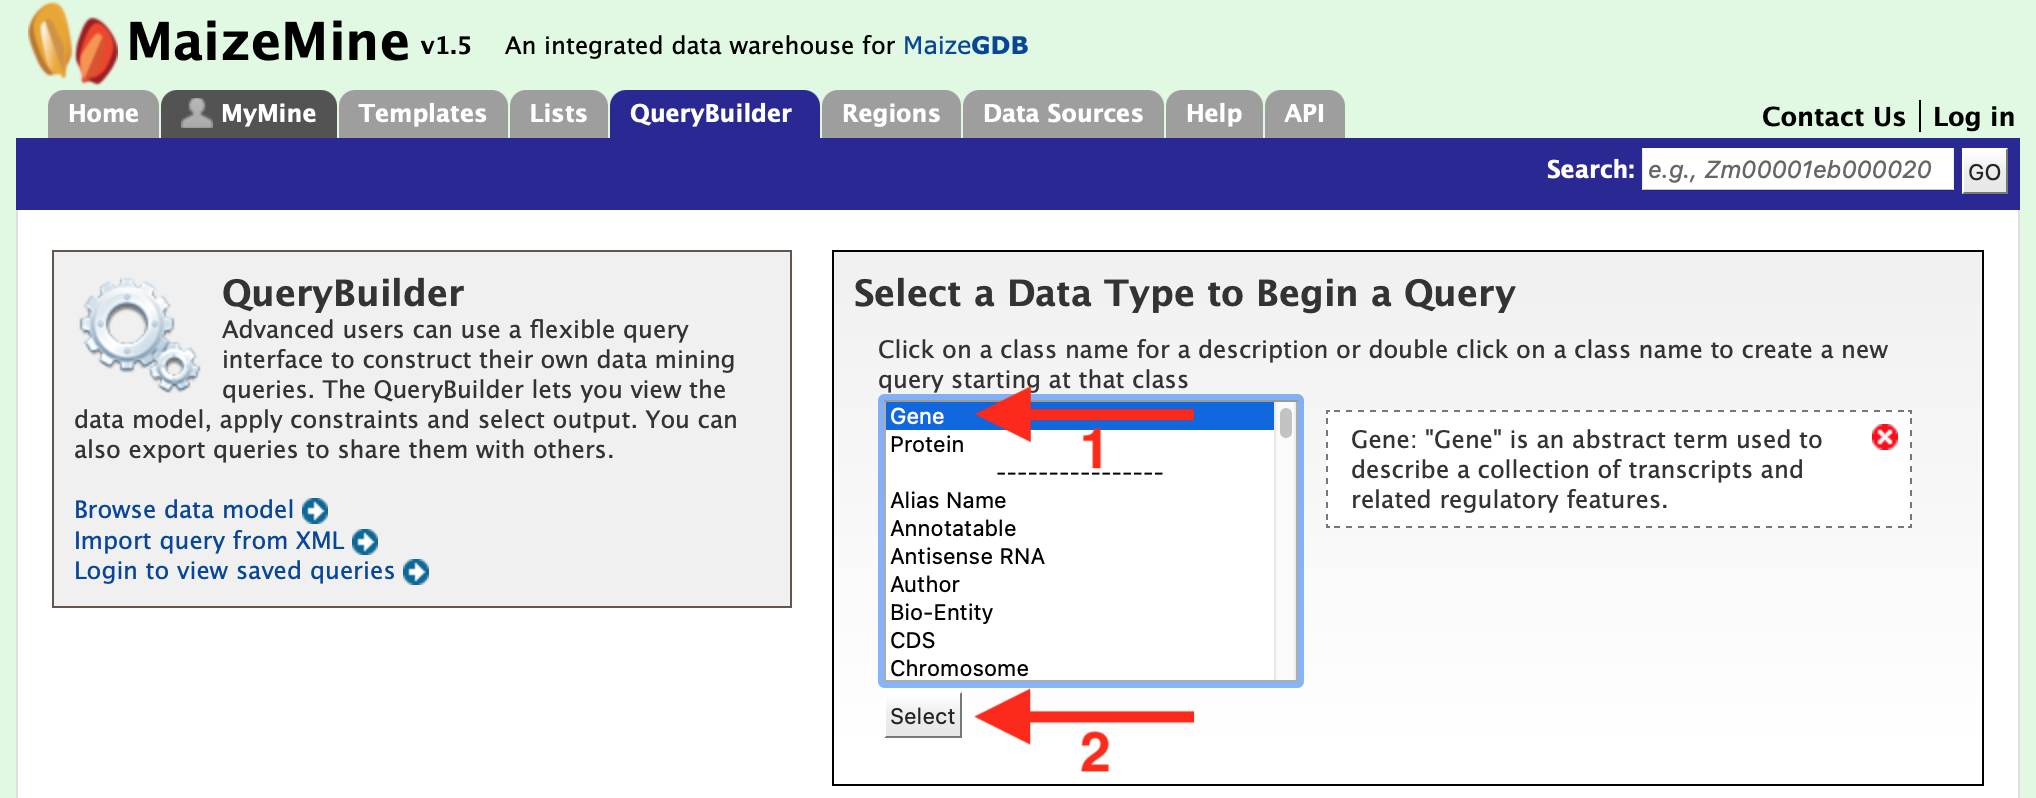 MaizeMine v1.5 An integrated data warehouse for MaizeGDB
Home MyMine Templates Lists QueryBuilder Regions Data Sources Help API
Contact Us | Log in
Search: e.g., Zm00001eb000020 GO
QueryBuilder
Advanced users can use a flexible query
interface to construct their own data mining
queries. The QueryBuilder lets you view the
data model, apply constraints and select output. You can
also export queries to share them with others.
Browse data model
Import query from XML
Login to view saved queries
Select a Data Type to Begin a Query
Click on a class name for a description or double click on a class name to create a new
query starting at that class
Gene
1
Protein
----------------
Alias Name
Annotatable
Antisense RNA
Author
Bio-Entity
CDS
Chromosome
Gene: "Gene" is an abstract term used to
describe a collection of transcripts and
related regulatory features.
Select
2